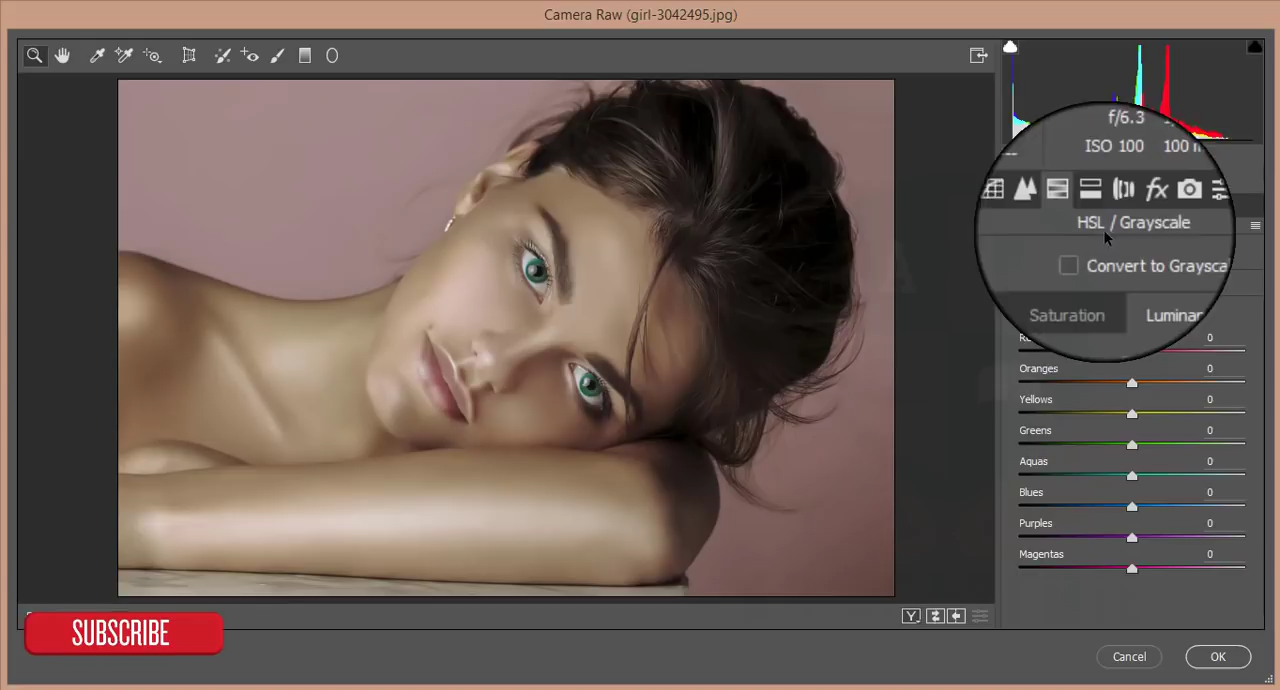 Camera Raw (girl-3042495.jpg)
f/6.3
ISO 100
HSL / Grayscale
Convert to Graysca
Saturation
Luminan
0
Oranges 0
Yellows 0
Greens 0
Aquas 0
Blues 0
Purples 0
Magentas 0
SUBSCRIBE
Cancel
OK